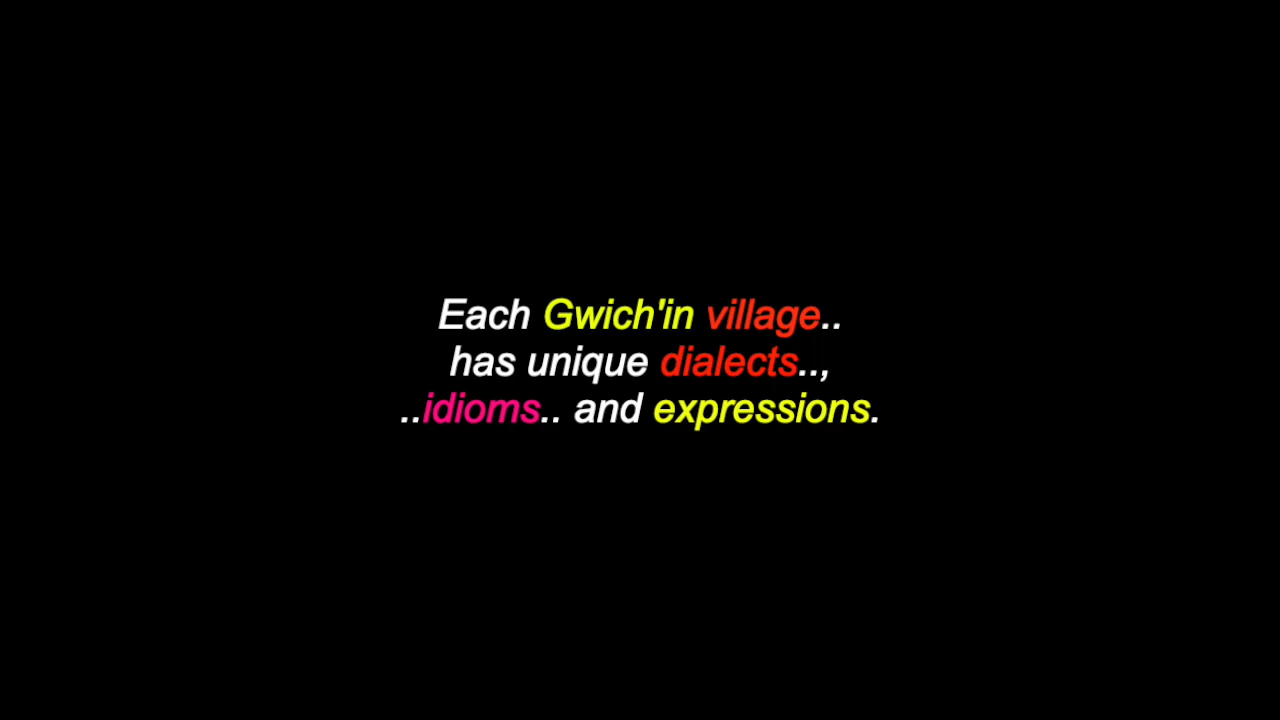 Each Gwich'in village..
has unique dialects..,
..idioms.. and expressions.